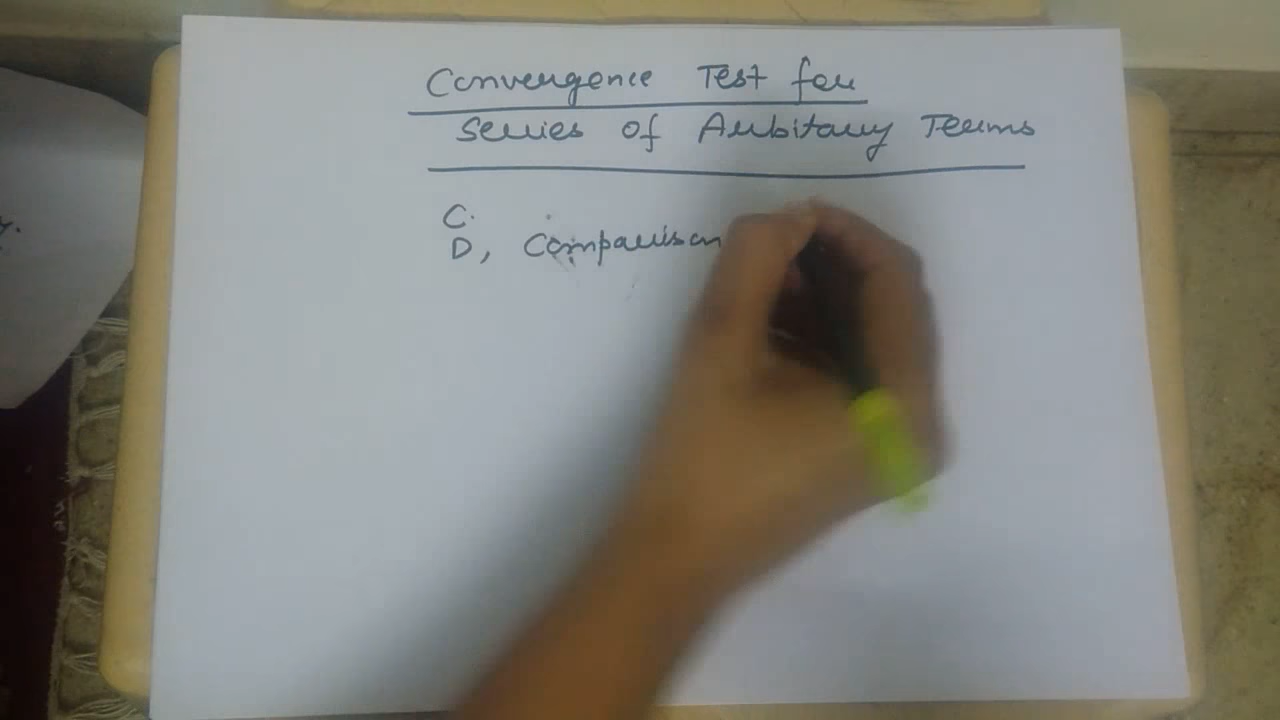 Convergence Test for
Series of Arbitary Terms
C.
D, Comparison